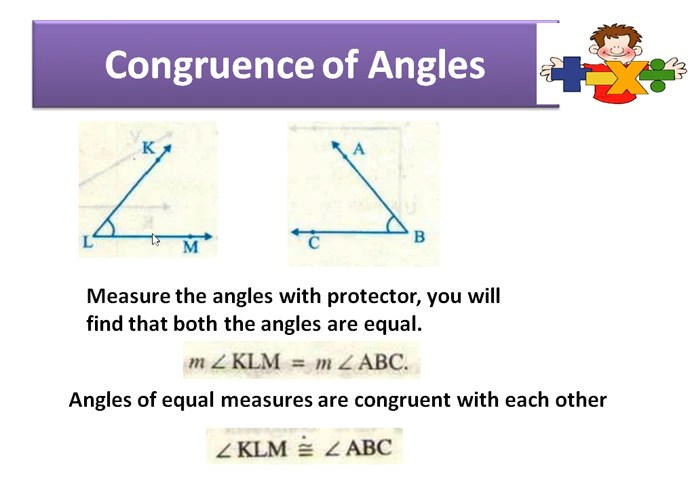 Congruence of Angles
K
L
M
A
C
B
Measure the angles with protector, you will
find that both the angles are equal.
m ∠ KLM = m ∠ ABC.
Angles of equal measures are congruent with each other
∠ KLM ≅ ∠ ABC